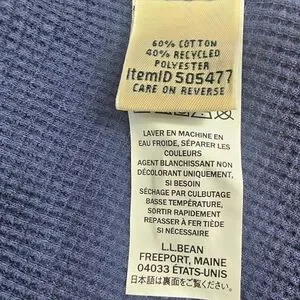 60% COTTON
40% RECYCLED
POLYESTER
ItemID 505477
CARE ON REVERSE
LAVER EN MACHINE EN
EAU FROIDE, SÉPARER LES
COULEURS
AGENT BLANCHISSANT NON
DÉCOLORANT UNIQUEMENT,
SI BESOIN
SÉCHAGE PAR CULBUTAGE
BASSE TEMPÉRATURE,
SORTIR RAPIDEMENT
REPASSER À FER TIÈDE
SI NÉCESSAIRE
L.L.BEAN
FREEPORT, MAINE
04033 ÉTATS-UNIS
日本語は裏面をご覧ください。